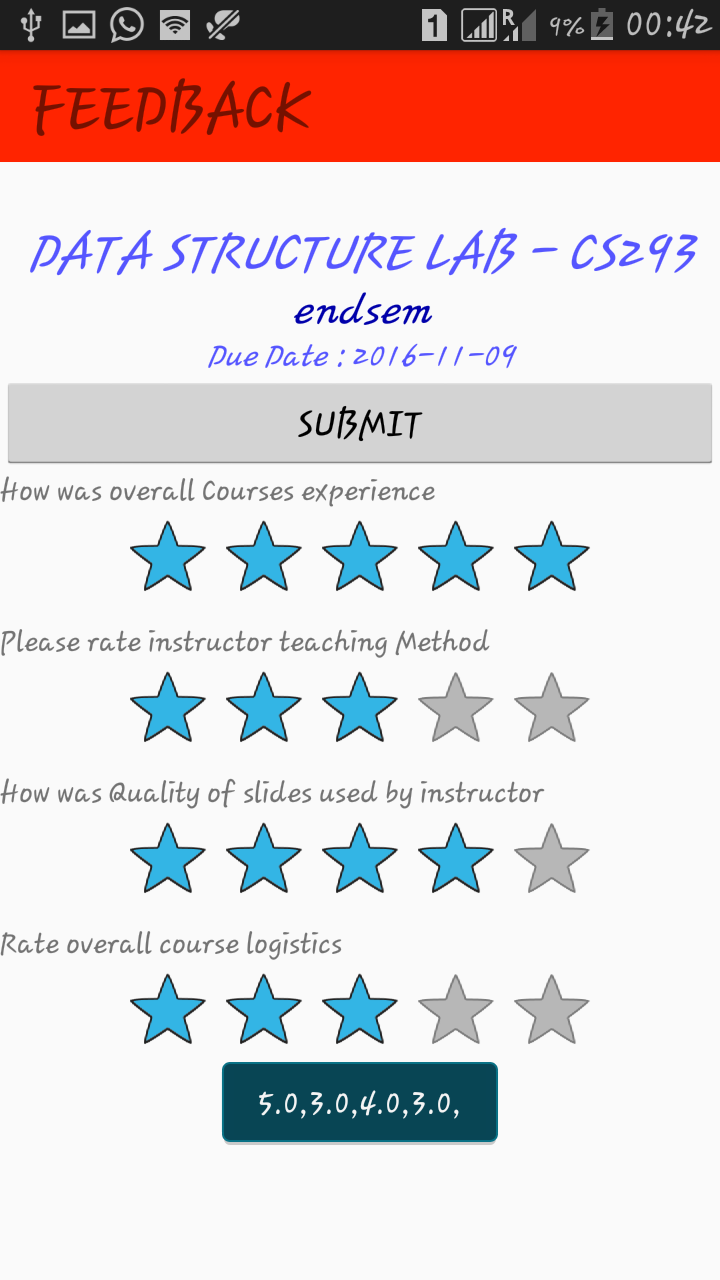 1 R 9% 00:42
FEEDBACK
DATA STRUCTURE LAB - CS293
endsem
Due Date : 2016-11-09
SUBMIT
How was overall Courses experience
Please rate instructor teaching Method
How was Quality of slides used by instructor
Rate overall course logistics
5.0,3.0,4.0,3.0,